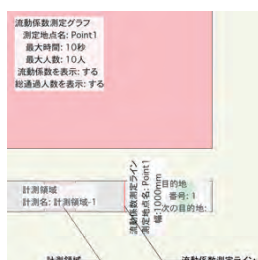 流動係数測定グラフ
測定地点名: Point1
最大時間: 10秒
最大人数: 10人
流動係数を表示: する
総通過人数を表示: する
計測領域
計測名: 計測領域-1
流動係数測定ライン
測定地点名: Point1
幅:1000mm
目的地
番号: 1
次の目的地:
計測領域
流動係数測定ライン